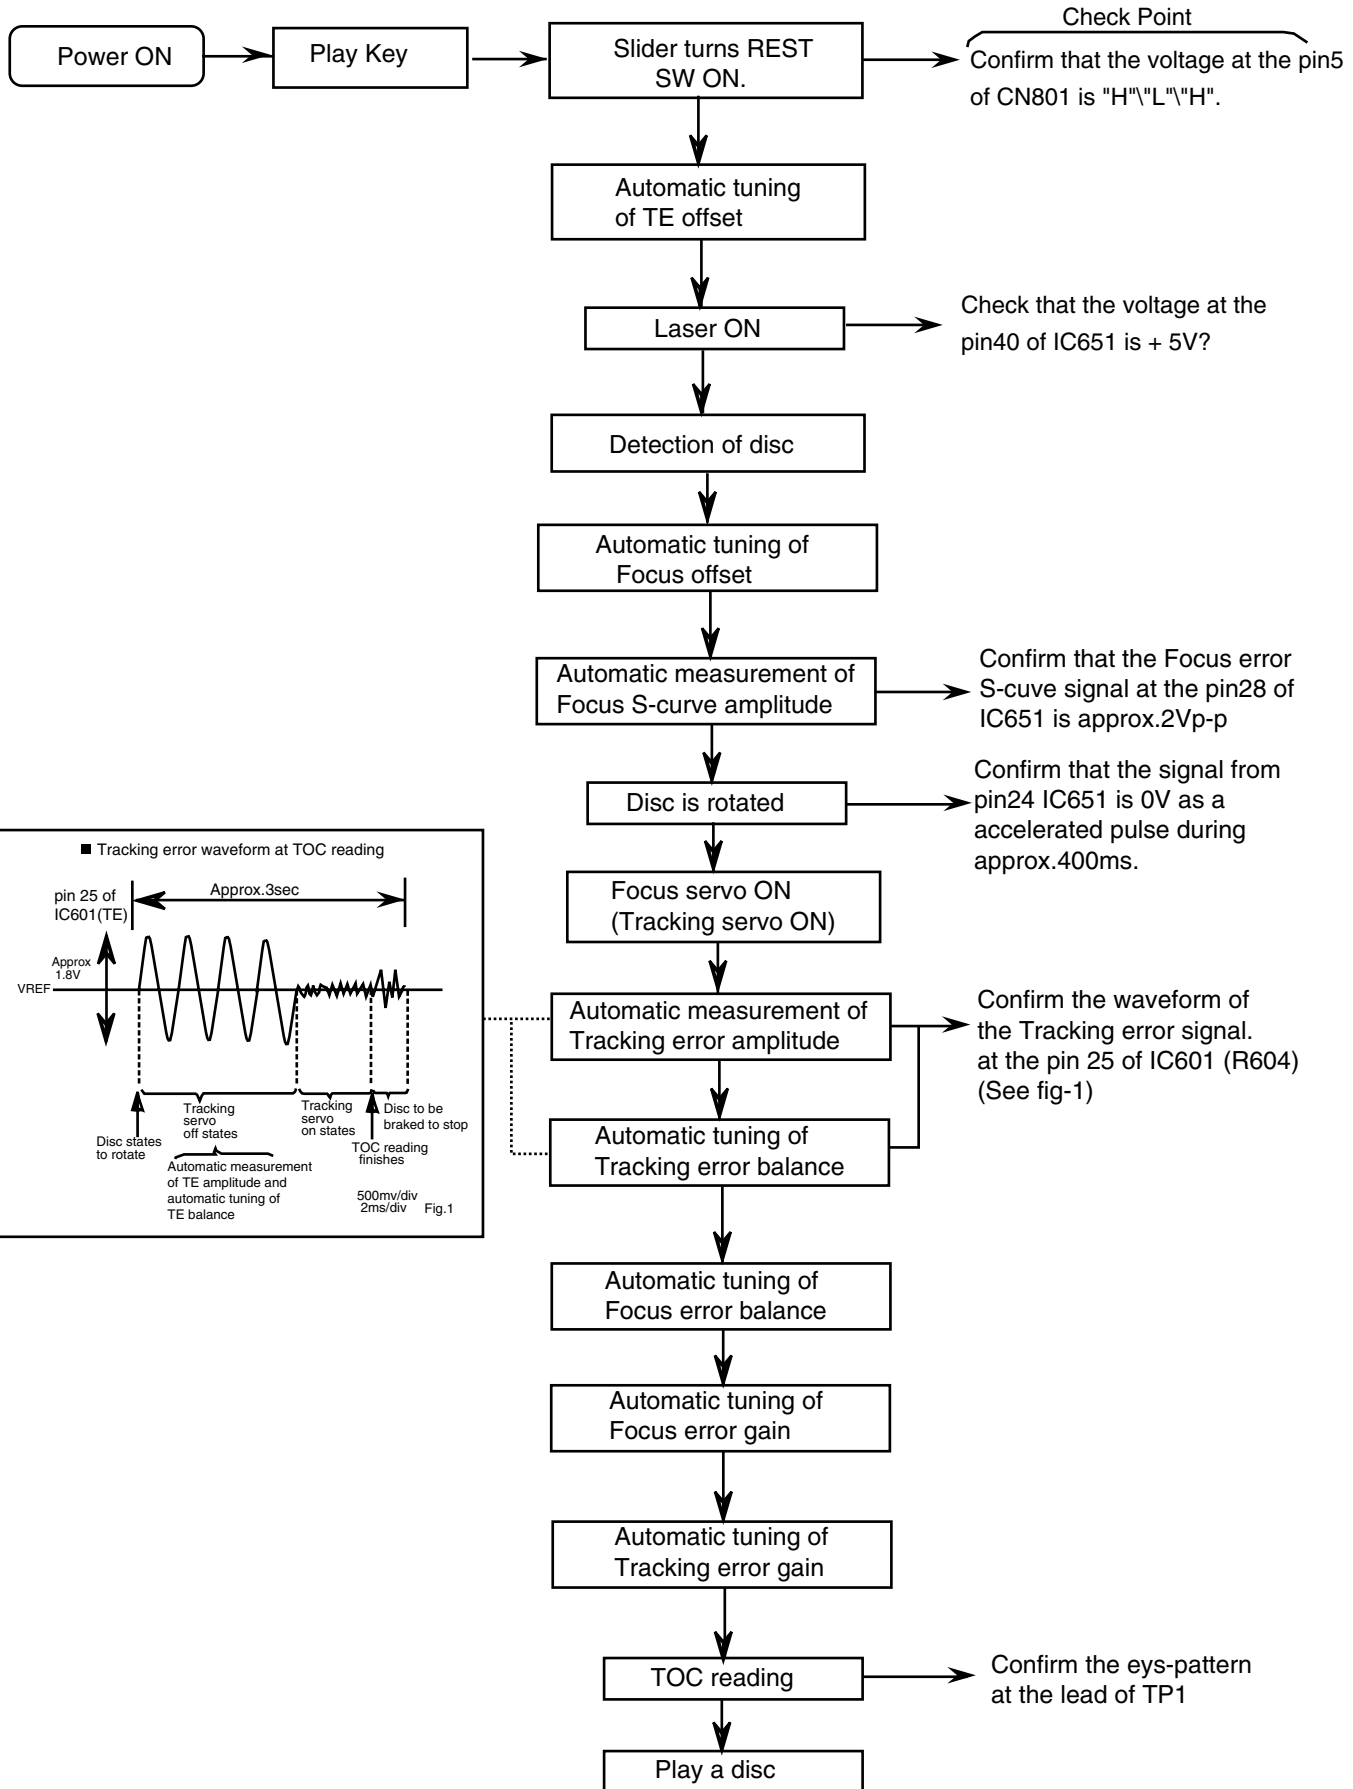 Check Point
Power ON
Play Key
Slider turns REST
SW ON.
Confirm that the voltage at the pin5
of CN801 is "H"\"L"\"H".
Automatic tuning
of TE offset
Laser ON
Check that the voltage at the
pin40 of IC651 is + 5V?
Detection of disc
Automatic tuning of
Focus offset
Automatic measurement of
Focus S-curve amplitude
Confirm that the Focus error
S-cuve signal at the pin28 of
IC651 is approx.2Vp-p
Disc is rotated
Confirm that the signal from
pin24 IC651 is 0V as a
accelerated pulse during
approx.400ms.
Focus servo ON
(Tracking servo ON)
■ Tracking error waveform at TOC reading
pin 25 of
IC601(TE)
Approx.3sec
Approx
1.8V
VREF
Disc states
to rotate
Tracking
servo
off states
Tracking
servo
on states
Disc to be
braked to stop
TOC reading
finishes
Automatic measurement
of TE amplitude and
automatic tuning of
TE balance
500mv/div
2ms/div
Fig.1
Automatic measurement of
Tracking error amplitude
Confirm the waveform of
the Tracking error signal.
at the pin 25 of IC601 (R604)
(See fig-1)
Automatic tuning of
Tracking error balance
Automatic tuning of
Focus error balance
Automatic tuning of
Focus error gain
Automatic tuning of
Tracking error gain
TOC reading
Confirm the eys-pattern
at the lead of TP1
Play a disc